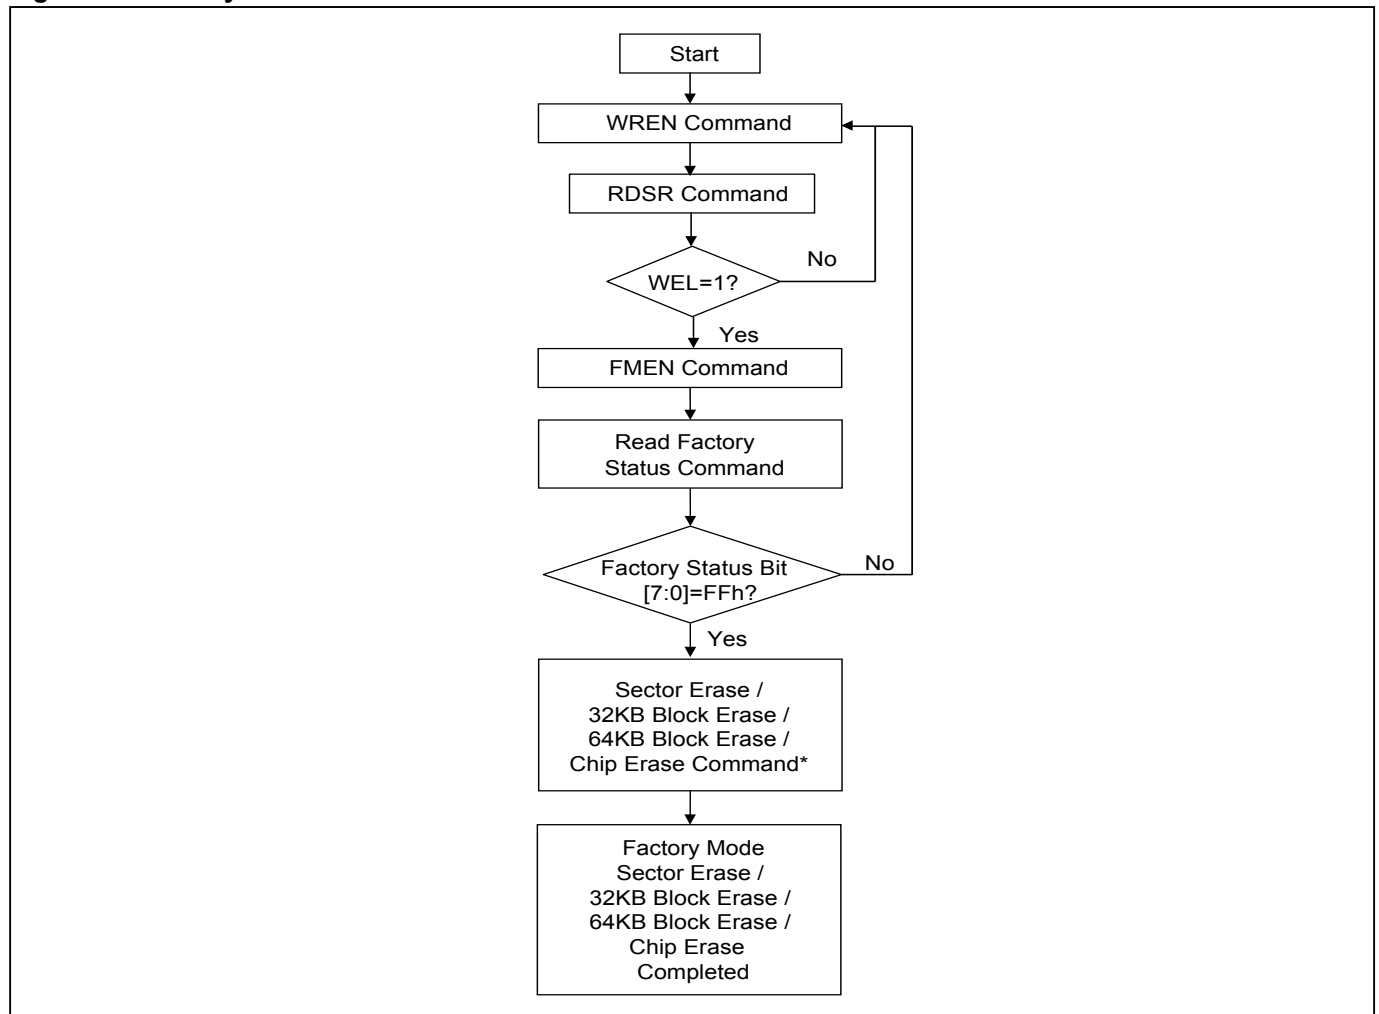 Start
WREN Command
RDSR Command
No
WEL=1?
Yes
FMEN Command
Read Factory
Status Command
Factory Status Bit
[7:0]=FFh?
No
Yes
Sector Erase /
32KB Block Erase /
64KB Block Erase /
Chip Erase Command*
Factory Mode
Sector Erase /
32KB Block Erase /
64KB Block Erase /
Chip Erase
Completed